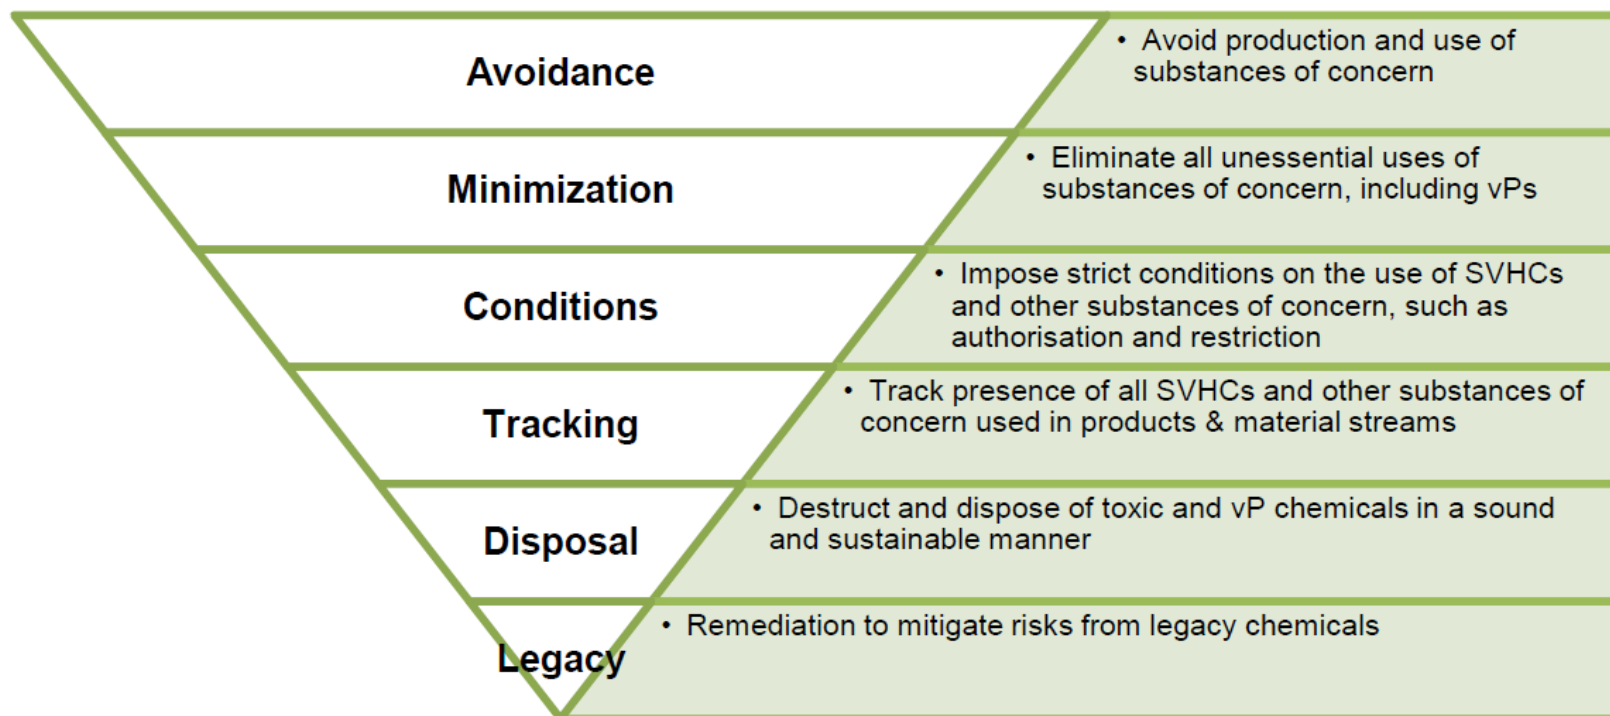 Avoidance
• Avoid production and use of
substances of concern
Minimization
• Eliminate all unessential uses of
substances of concern, including vPs
Conditions
• Impose strict conditions on the use of SVHCs
and other substances of concern, such as
authorisation and restriction
Tracking
• Track presence of all SVHCs and other substances of
concern used in products & material streams
Disposal
• Destruct and dispose of toxic and vP chemicals in a sound
and sustainable manner
Legacy
• Remediation to mitigate risks from legacy chemicals